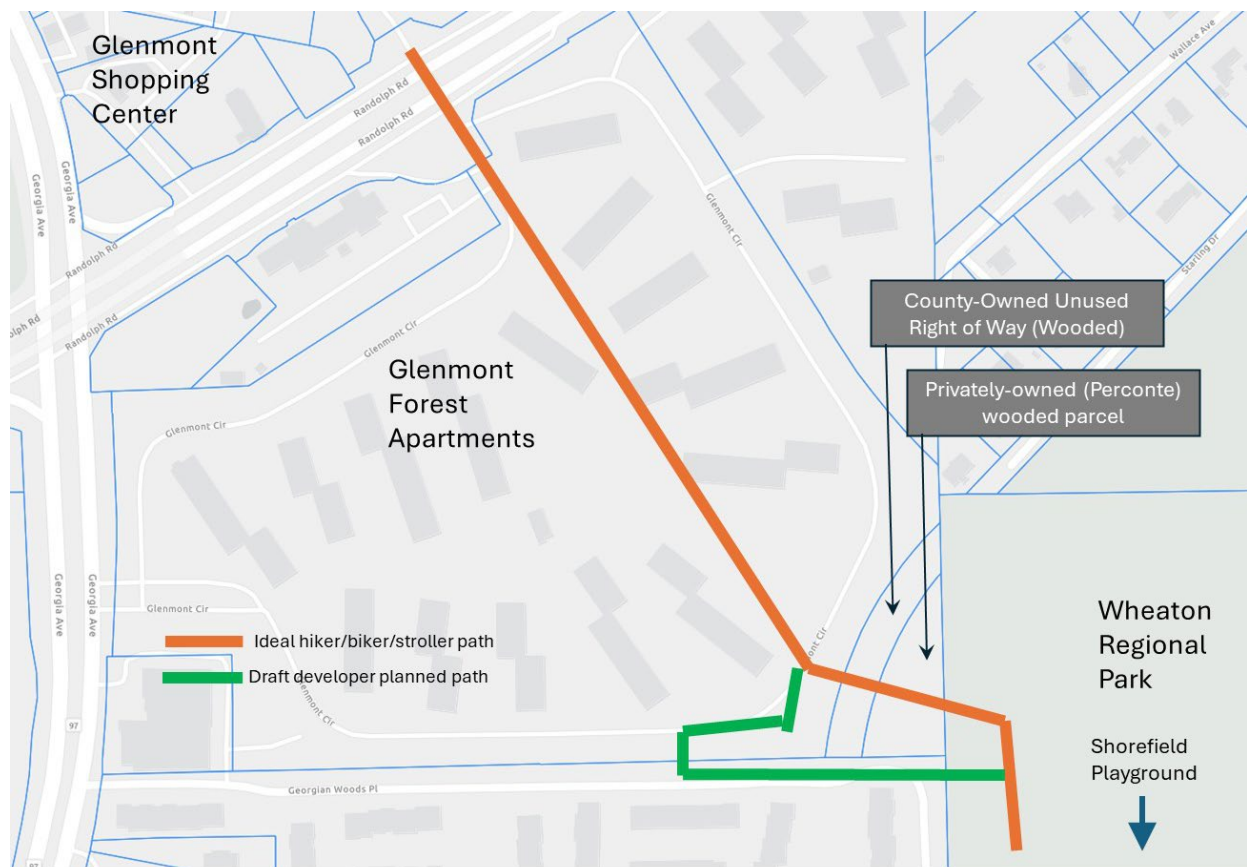 Glenmont
Shopping
Center
Randolph Rd
Randolph Rd
Wallace Ave
Georgia Ave
Georgia Ave
Glenmont Cir
Starling Dr
Randolph Rd
County-Owned Unused
Right of Way (Wooded)
olph Rd
Randolph Rd
Glenmont Cir
Glenmont
Forest
Apartments
Privately-owned (Perconte)
wooded parcel
Glenmont Cir
Georgia Ave
Georgia Ave
Glenmont Cir
Wheaton
Regional
Park
Ideal hiker/biker/stroller path
ont Cir
Draft developer planned path
Glenmont Cir
97
Shorefield
Playground
Georgian Woods Pl
97